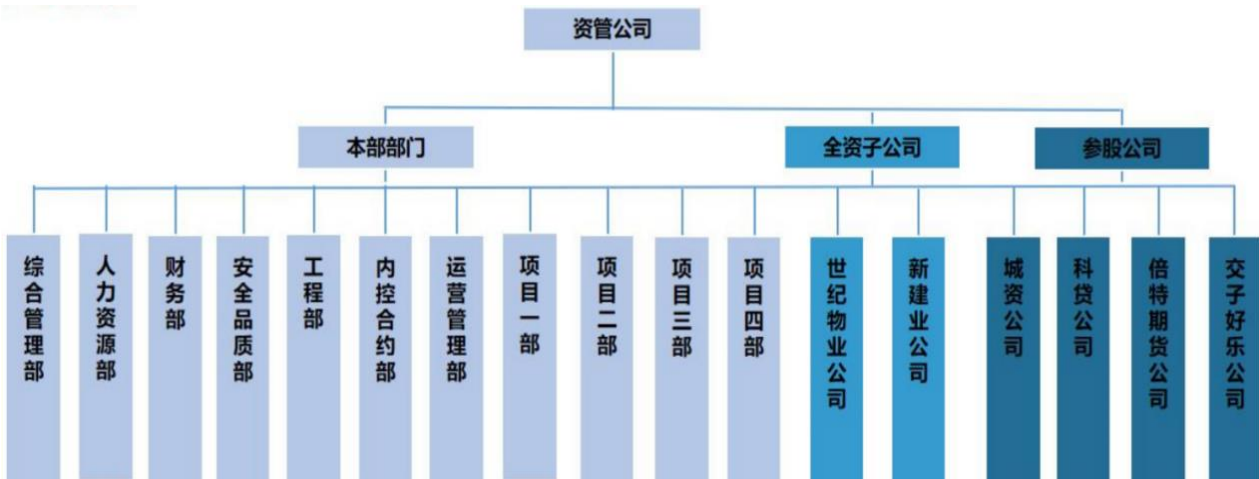 资管公司
本部部门
全资子公司
参股公司
综合管理部
人力资源部
财务部
安全品质部
工程部
内控合约部
运营管理部
项目一部
项目二部
项目三部
项目四部
世纪物业公司
新建业公司
城资公司
科贷公司
倍特期货公司
交子好乐公司